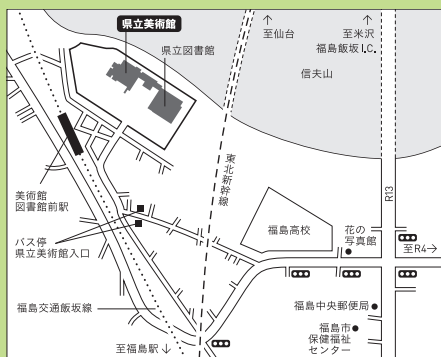 県立美術館
県立図書館
至仙台
至米沢
福島飯坂I.C.
信夫山
東北新幹線
R13
美術館
図書館前駅
バス停
県立美術館入口
福島高校
花の
写真館
至R4→
福島交通飯坂線
福島中央郵便局
福島市
保健福祉
センター
至福島駅↓